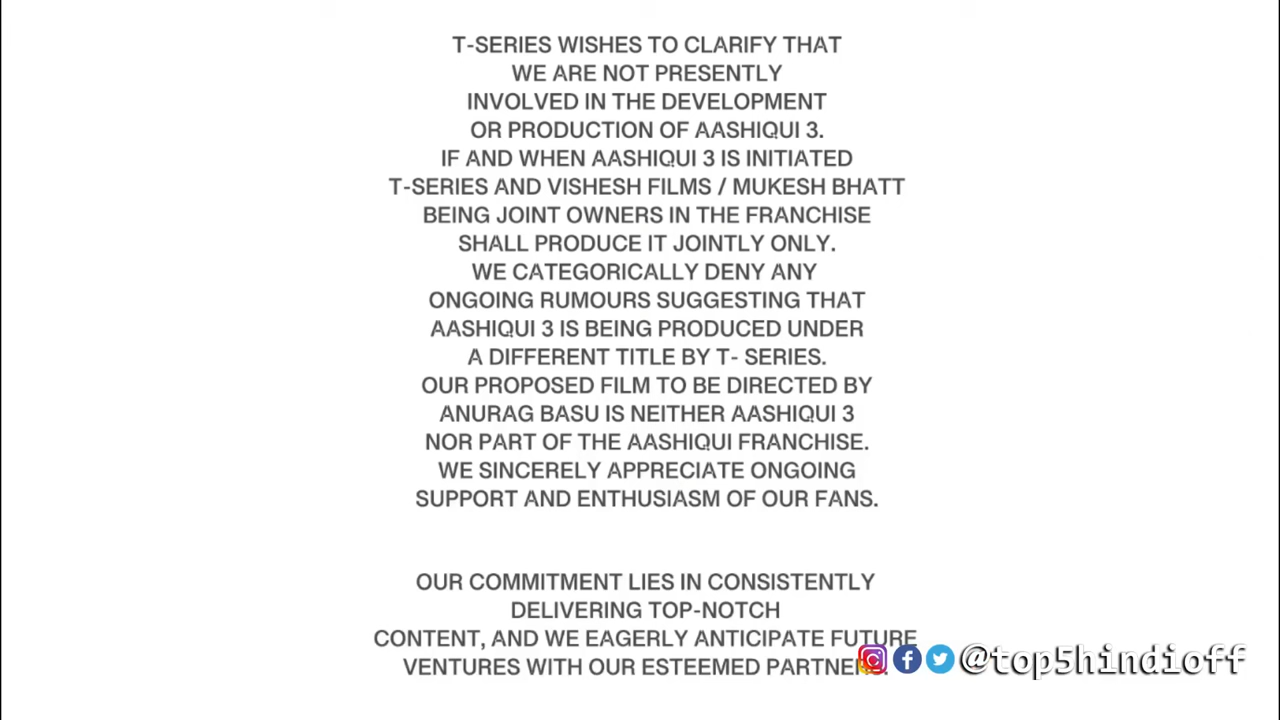 T-SERIES WISHES TO CLARIFY THAT
WE ARE NOT PRESENTLY
INVOLVED IN THE DEVELOPMENT
OR PRODUCTION OF AASHIQUI 3.
IF AND WHEN AASHIQUI 3 IS INITIATED
T-SERIES AND VISHESH FILMS / MUKESH BHATT
BEING JOINT OWNERS IN THE FRANCHISE
SHALL PRODUCE IT JOINTLY ONLY.
WE CATEGORICALLY DENY ANY
ONGOING RUMOURS SUGGESTING THAT
AASHIQUI 3 IS BEING PRODUCED UNDER
A DIFFERENT TITLE BY T- SERIES.
OUR PROPOSED FILM TO BE DIRECTED BY
ANURAG BASU IS NEITHER AASHIQUI 3
NOR PART OF THE AASHIQUI FRANCHISE.
WE SINCERELY APPRECIATE ONGOING
SUPPORT AND ENTHUSIASM OF OUR FANS.
OUR COMMITMENT LIES IN CONSISTENTLY
DELIVERING TOP-NOTCH
CONTENT, AND WE EAGERLY ANTICIPATE FUTURE
VENTURES WITH OUR ESTEEMED
@top5hindioff